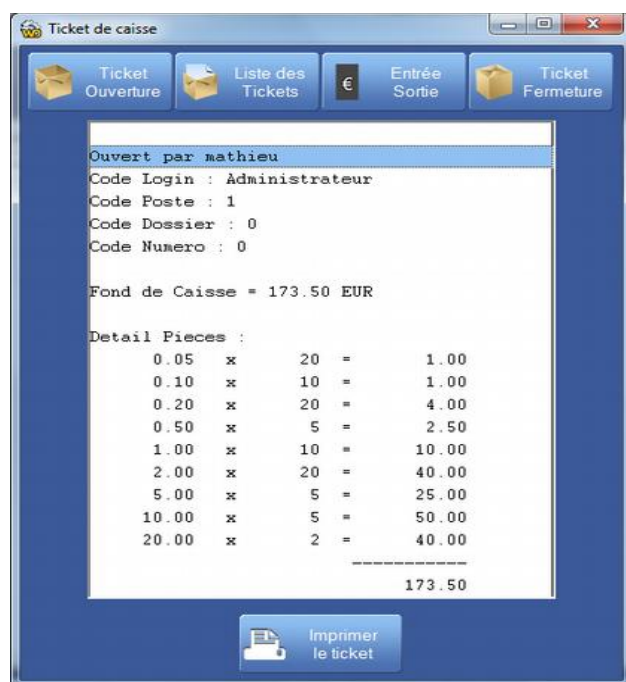 Ticket de caisse
Ticket Ouverture
Liste des Tickets
€
Entrée Sortie
Ticket Fermeture
Ouvert par mathieu
Code Login : Administrateur
Code Poste : 1
Code Dossier : 0
Code Numero : 0
Fond de Caisse = 173.50 EUR
Detail Pieces :
0.05 x 20 = 1.00
0.10 x 10 = 1.00
0.20 x 20 = 4.00
0.50 x 5 = 2.50
1.00 x 10 = 10.00
2.00 x 20 = 40.00
5.00 x 5 = 25.00
10.00 x 5 = 50.00
20.00 x 2 = 40.00
------------
173.50
Imprimer
le ticket